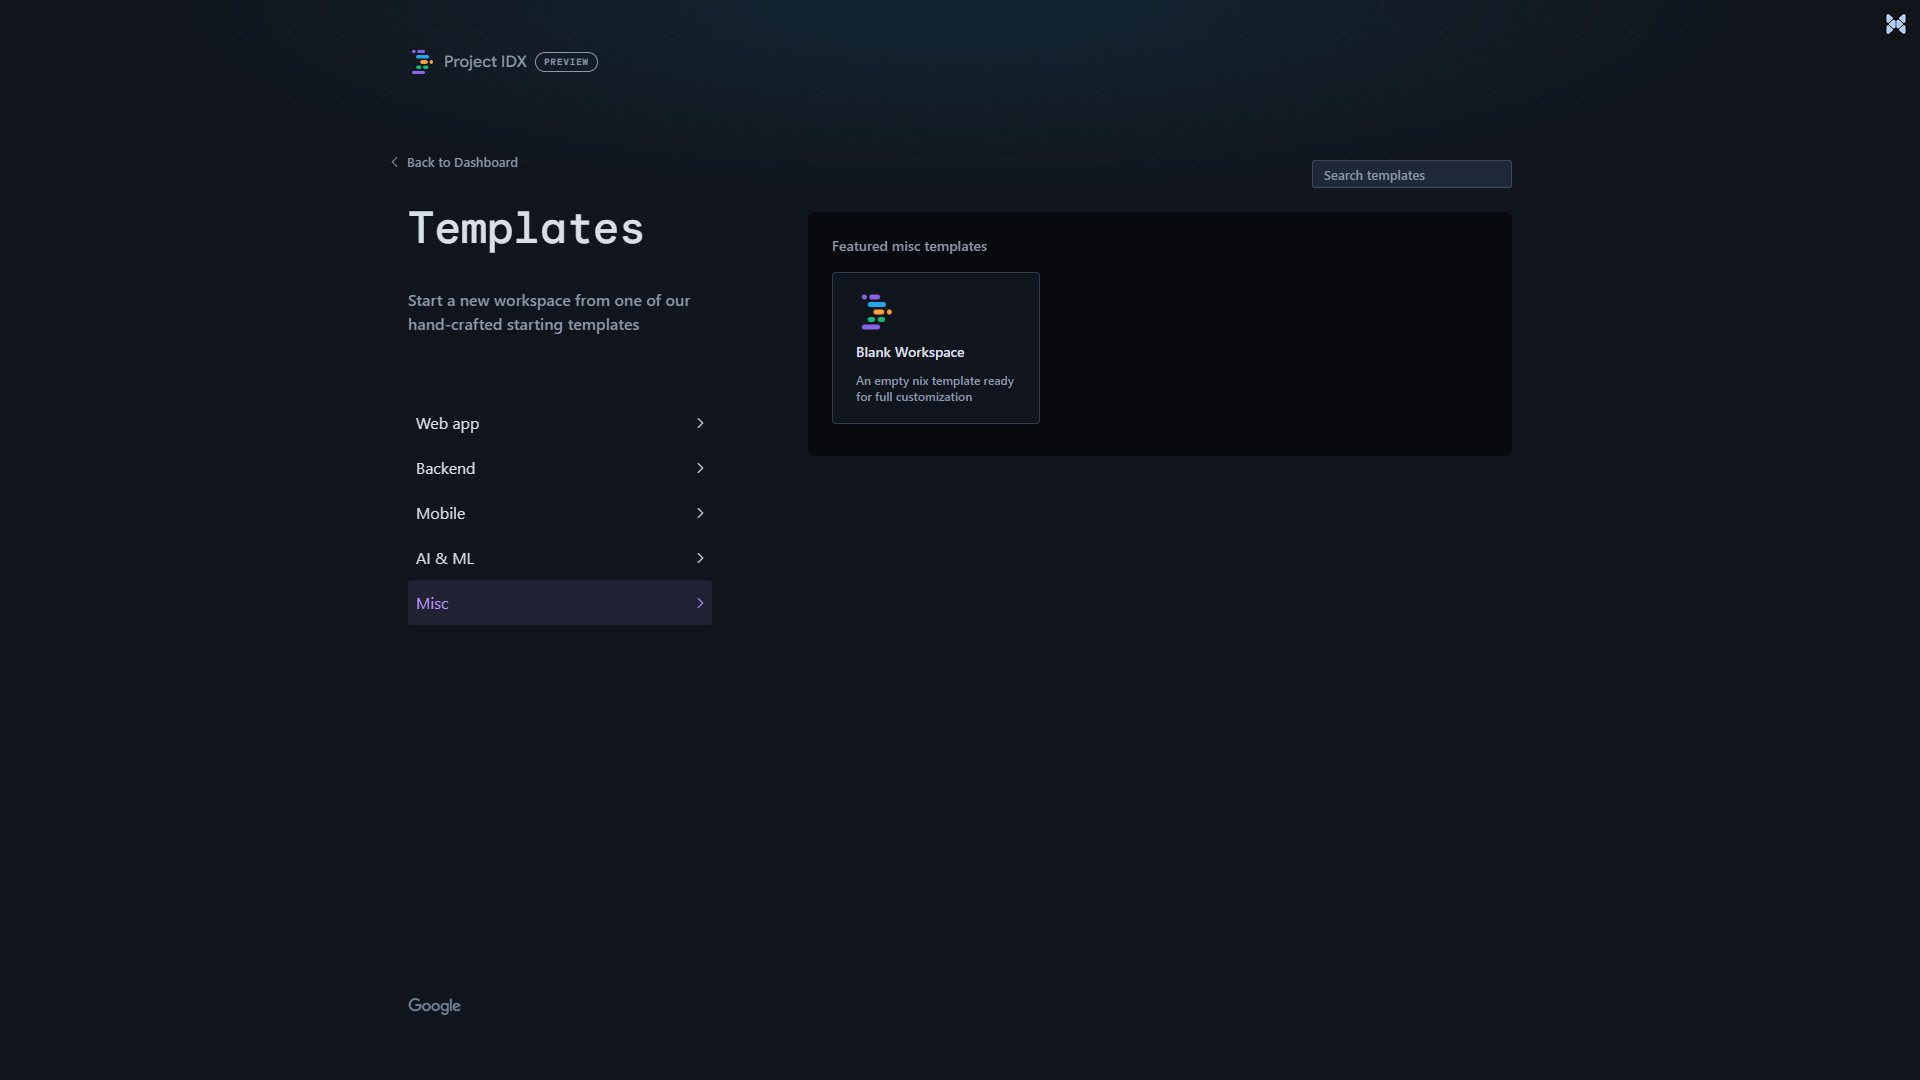 Project IDX PREVIEW
Back to Dashboard
Search templates
Templates
Start a new workspace from one of our
hand-crafted starting templates
Web app
Backend
Mobile
AI & ML
Misc
Featured misc templates
Blank Workspace
An empty nix template ready
for full customization
Google